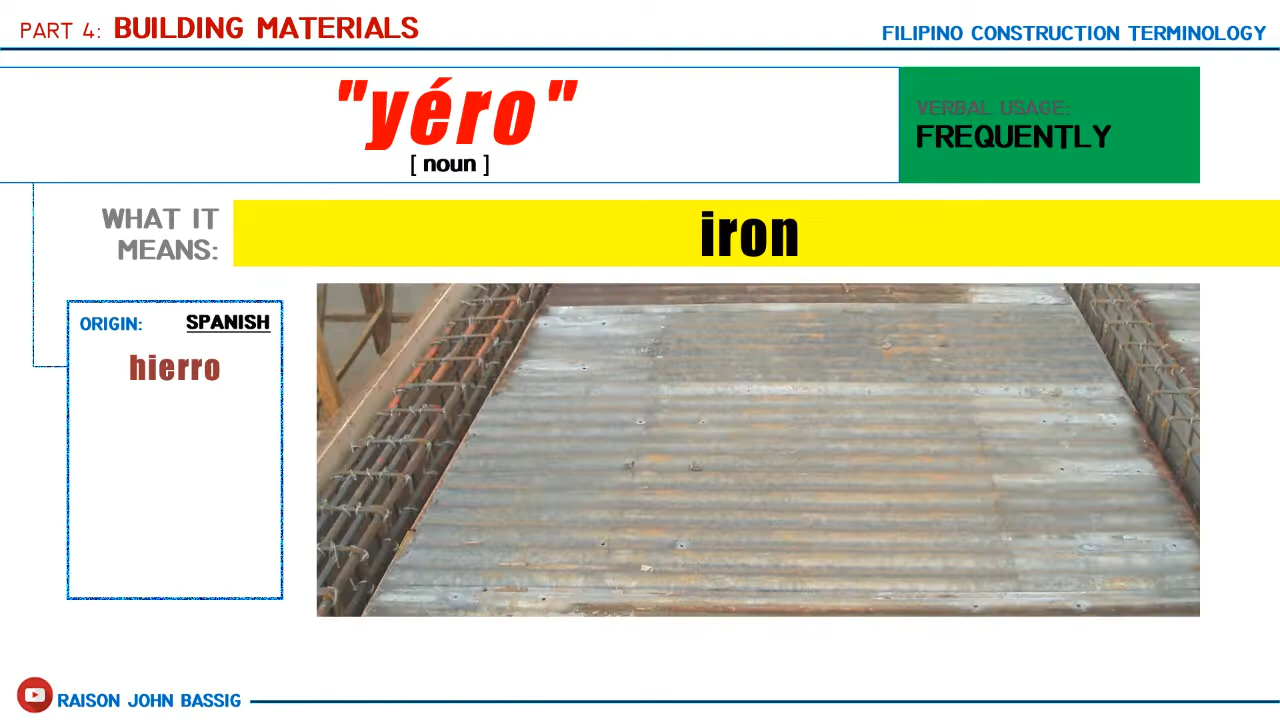 PART 4: BUILDING MATERIALS
FILIPINO CONSTRUCTION TERMINOLOGY
"yéro"
[ noun ]
VERBAL USAGE:
FREQUENTLY
WHAT IT
MEANS:
iron
ORIGIN: SPANISH
hierro
RAISON JOHN BASSIG